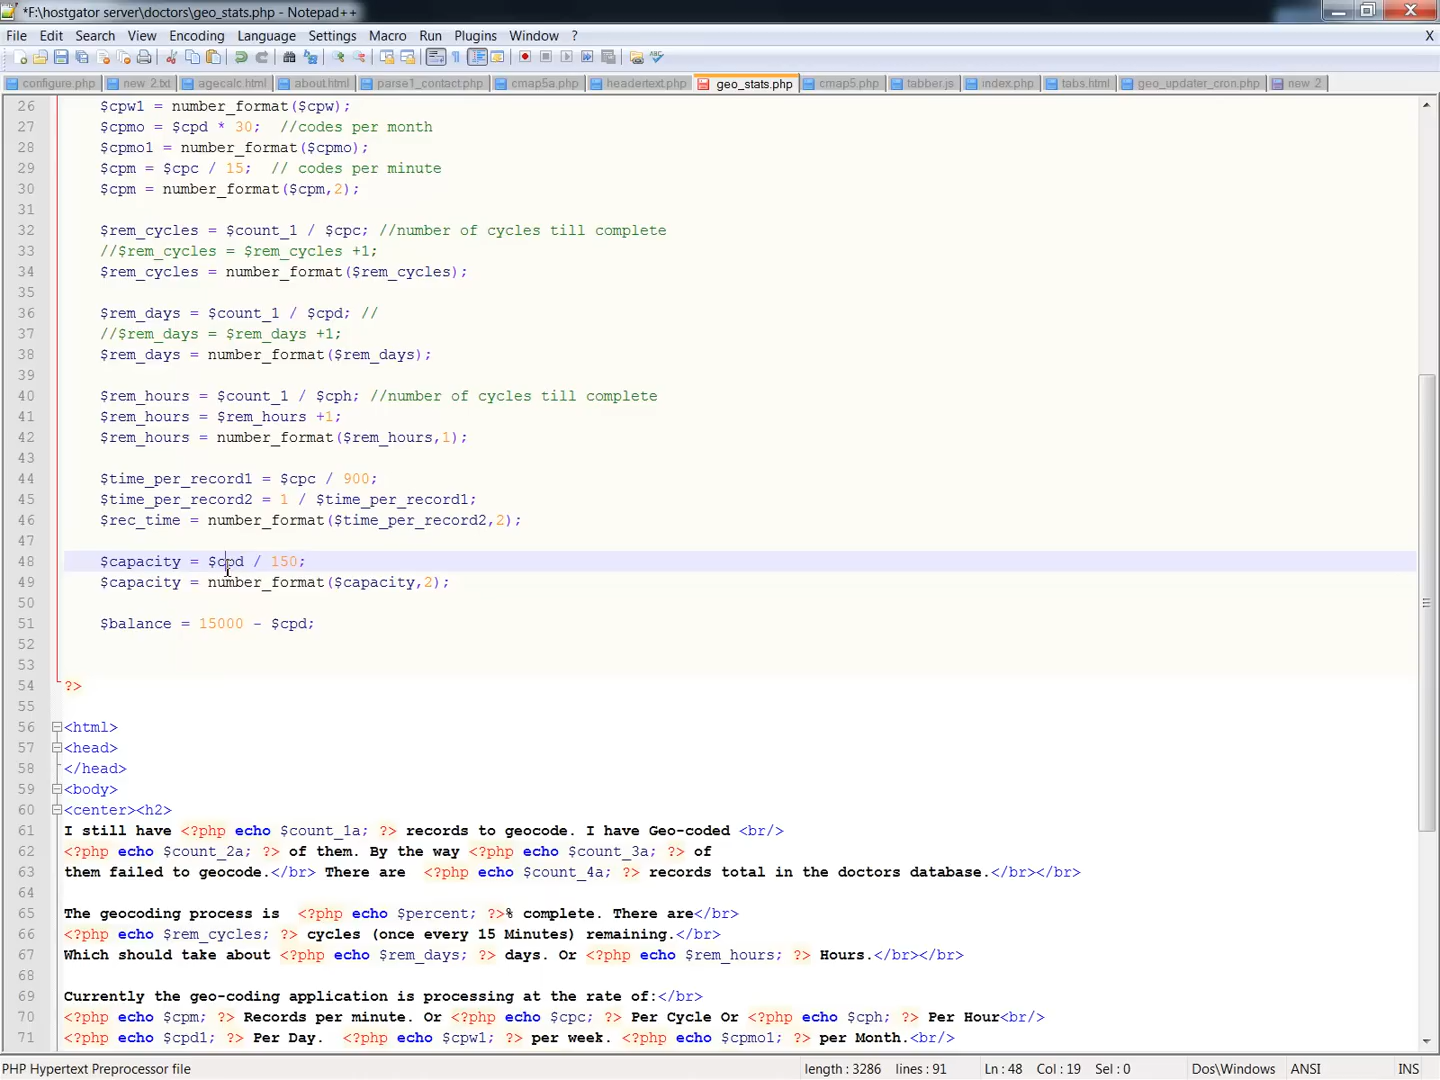 *F:\hostgator server\doctors\geo_stats.php - Notepad++
File Edit Search View Encoding Language Settings Macro Run Plugins Window ? X
configure.php new 2.txt agecalc.html about.html parse1_contact.php cmap5a.php headertext.php geo_stats.php cmap5.php tabber.js index.php tabs.html geo_updater_cron.php new 2
26 $cpw1 = number_format($cpw);
27 $cpmo = $cpd * 30; //codes per month
28 $cpmo1 = number_format($cpmo);
29 $cpm = $cpc / 15; // codes per minute
30 $cpm = number_format($cpm,2);
31
32 $rem_cycles = $count_1 / $cpc; //number of cycles till complete
33 //$rem_cycles = $rem_cycles +1;
34 $rem_cycles = number_format($rem_cycles);
35
36 $rem_days = $count_1 / $cpd; //
37 //$rem_days = $rem_days +1;
38 $rem_days = number_format($rem_days);
39
40 $rem_hours = $count_1 / $cph; //number of cycles till complete
41 $rem_hours = $rem_hours +1;
42 $rem_hours = number_format($rem_hours,1);
43
44 $time_per_record1 = $cpc / 900;
45 $time_per_record2 = 1 / $time_per_record1;
46 $rec_time = number_format($time_per_record2,2);
47
48 $capacity = $cpd / 150;
49 $capacity = number_format($capacity,2);
50
51 $balance = 15000 - $cpd;
52
53
54 ?>
55
56 <html>
57 <head>
58 </head>
59 <body>
60 <center><h2>
61 I still have <?php echo $count_1a; ?> records to geocode. I have Geo-coded <br/>
62 <?php echo $count_2a; ?> of them. By the way <?php echo $count_3a; ?> of
63 them failed to geocode.</br> There are <?php echo $count_4a; ?> records total in the doctors database.</br></br>
64
65 The geocoding process is <?php echo $percent; ?>% complete. There are</br>
66 <?php echo $rem_cycles; ?> cycles (once every 15 Minutes) remaining.</br>
67 Which should take about <?php echo $rem_days; ?> days. Or <?php echo $rem_hours; ?> Hours.</br></br>
68
69 Currently the geo-coding application is processing at the rate of:</br>
70 <?php echo $cpm; ?> Records per minute. Or <?php echo $cpc; ?> Per Cycle Or <?php echo $cph; ?> Per Hour<br/>
71 <?php echo $cpd1; ?> Per Day. <?php echo $cpw1; ?> per week. <?php echo $cpmo1; ?> per Month.<br/>
PHP Hypertext Preprocessor file length : 3286 lines : 91 Ln : 48 Col : 19 Sel : 0 Dos\Windows ANSI INS